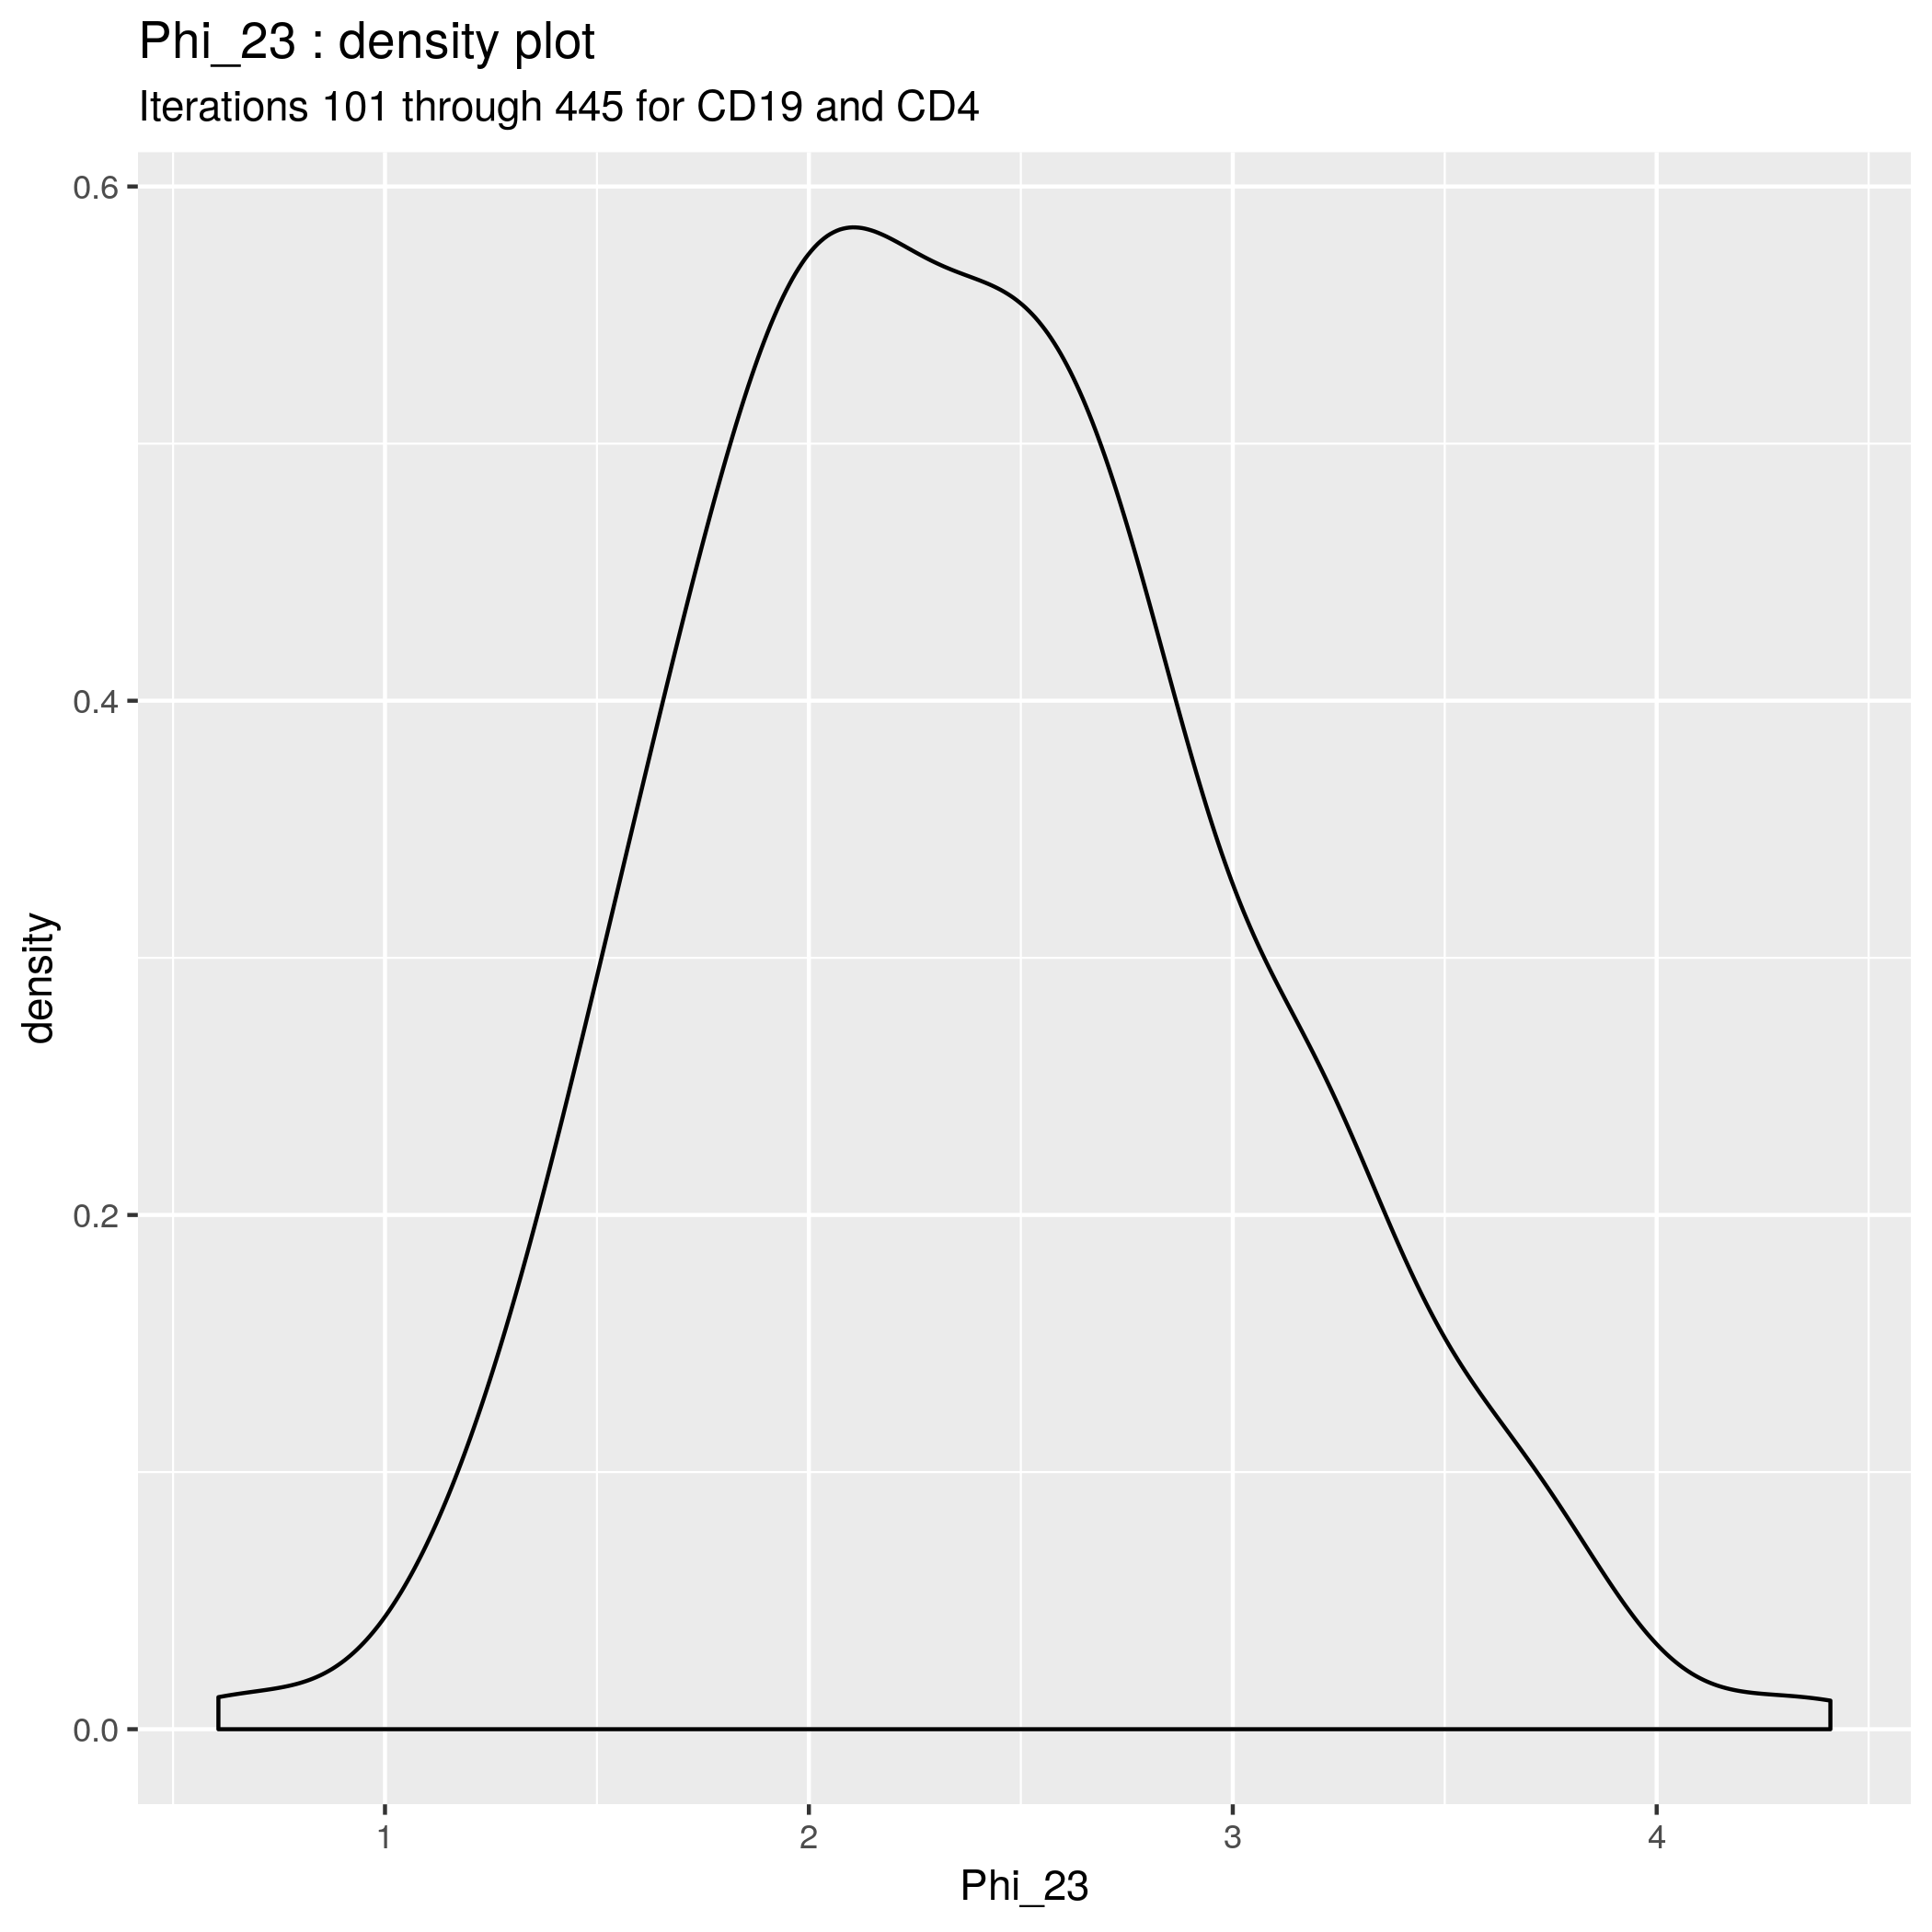 Phi_23 : density plot
Iterations 101 through 445 for CD19 and CD4
0.6
0.4
0.2
0.0
density
1 2 3 4
Phi_23